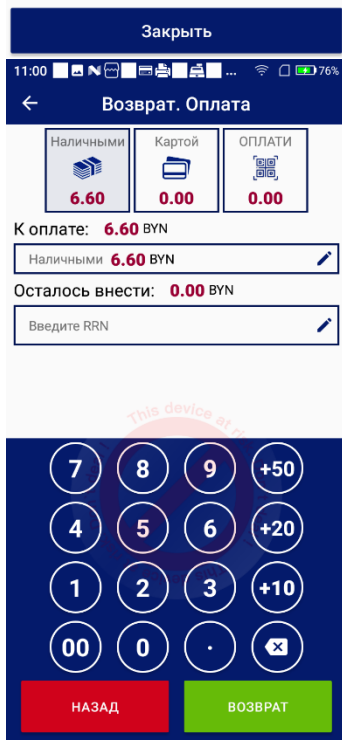 Закрыть
11:00 ... 76%
Возврат. Оплата
Наличными Картой ОПЛАТИ
6.60 0.00 0.00
К оплате: 6.60 BYN
Наличными 6.60 BYN
Осталось внести: 0.00 BYN
Введите RRN
This device at
7 8 9 +50
4 5 6 +20
1 2 3 +10
00 0 .
НАЗАД ВОЗВРАТ